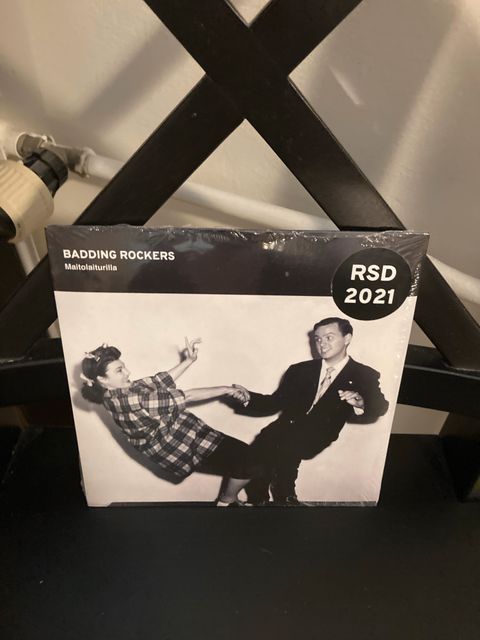 BADDING ROCKERS
Maitolaiturilla
RSD
2021